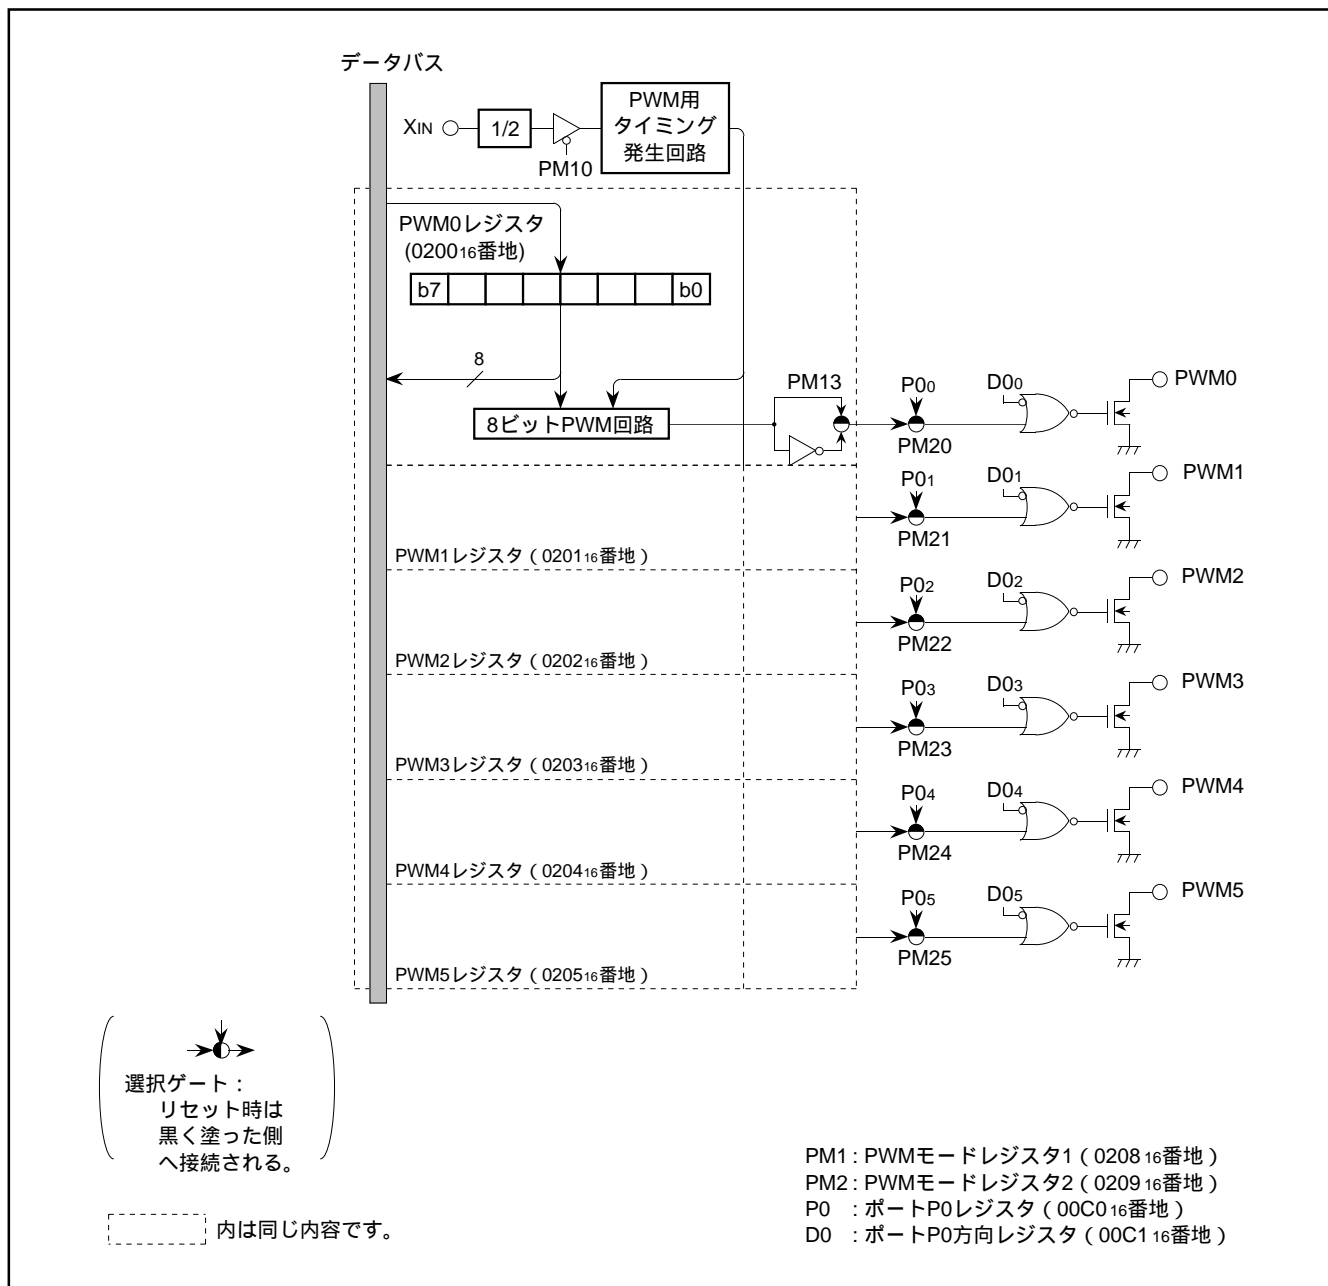 データバス
XIN
1/2
PM10
PWM用
タイミング
発生回路
PWM0レジスタ
(020016番地)
b7
b0
8
8ビットPWM回路
PM13
P00
PM20
D00
PWM0
P01
PM21
D01
PWM1
PWM1レジスタ（020116番地）
P02
PM22
D02
PWM2
PWM2レジスタ（020216番地）
P03
PM23
D03
PWM3
PWM3レジスタ（020316番地）
P04
PM24
D04
PWM4
PWM4レジスタ（020416番地）
P05
PM25
D05
PWM5
PWM5レジスタ（020516番地）
選択ゲート：
リセット時は
黒く塗った側
へ接続される。
内は同じ内容です。
PM1：PWMモードレジスタ1（020816番地）
PM2：PWMモードレジスタ2（020916番地）
P0 ：ポートP0レジスタ（00C016番地）
D0 ：ポートP0方向レジスタ（00C116番地）